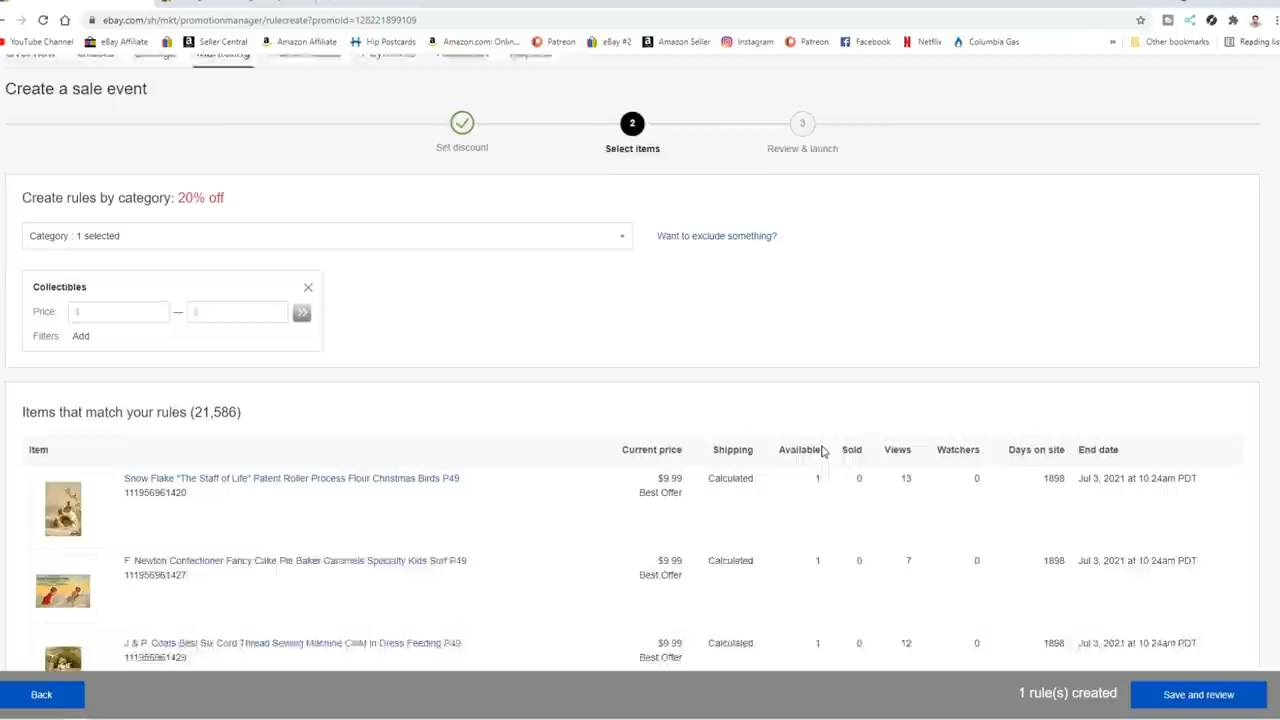 ebay.com/sh/mkt/promotionmanager/rulecreate?promoId=128221899109
YouTube Channel eBay Affiliate Seller Central Amazon Affiliate Hip Postcards Amazon.com: Onlin... Patreon eBay #2 Amazon Seller Instagram Patreon Facebook Netflix Columbia Gas » Other bookmarks Reading list
Create a sale event
2 3
Set discount Select items Review & launch
Create rules by category: 20% off
Category : 1 selected Want to exclude something?
Collectibles
Price: $ — $
Filters: Add
Items that match your rules (21,586)
Item Current price Shipping Available Sold Views Watchers Days on site End date
Snow Flake "The Staff of Life" Patent Roller Process Flour Christmas Birds P49 $9.99 Calculated 1 0 13 0 1898 Jul 3, 2021 at 10:24am PDT
111956961420 Best Offer
F. Newton Confectioner Fancy Cake Pie Baker Caramels Specialty Kids Surf P49 $9.99 Calculated 1 0 7 0 1898 Jul 3, 2021 at 10:24am PDT
111956961427 Best Offer
J & P. Coats Best Six Cord Thread Sewing Machine Child in Dress Feeding P49 $9.99 Calculated 1 0 12 0 1898 Jul 3, 2021 at 10:24am PDT
111956961429 Best Offer
Back 1 rule(s) created Save and review